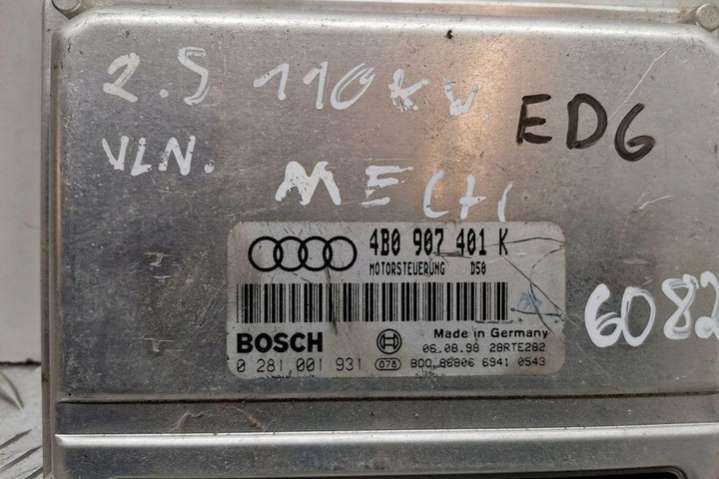 2.5 110KW.
EDG
VLN.
MECH
4B0 907 401 K
MOTORSTEUERUNG D50
BOSCH
Made in Germany
06.08.98 28RTE282
0 281 001 931 078 800 86806 6941 0543
6082